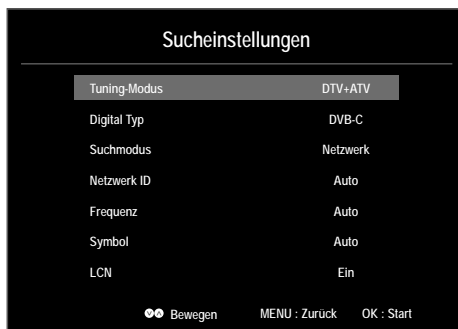 Sucheinstellungen
Tuning-Modus DTV+ATV
Digital Typ DVB-C
Suchmodus Netzwerk
Netzwerk ID Auto
Frequenz Auto
Symbol Auto
LCN Ein
Bewegen MENU : Zurück OK : Start